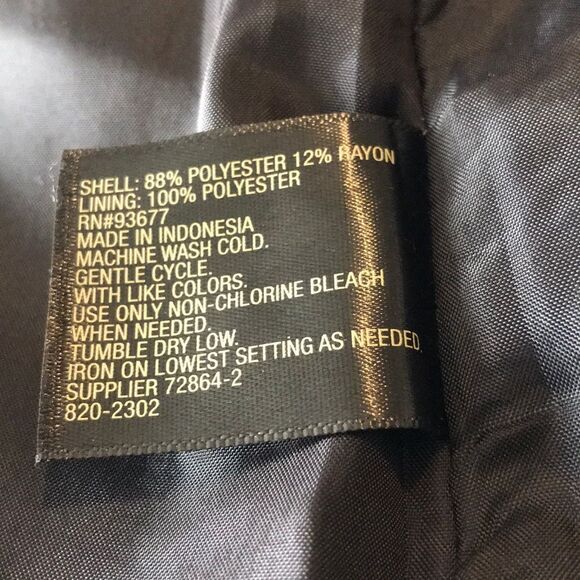 SHELL: 88% POLYESTER 12% RAYON
LINING: 100% POLYESTER
RN#93677
MADE IN INDONESIA
MACHINE WASH COLD.
GENTLE CYCLE.
WITH LIKE COLORS.
USE ONLY NON-CHLORINE BLEACH
WHEN NEEDED.
TUMBLE DRY LOW.
IRON ON LOWEST SETTING AS NEEDED.
SUPPLIER 72864-2
820-2302